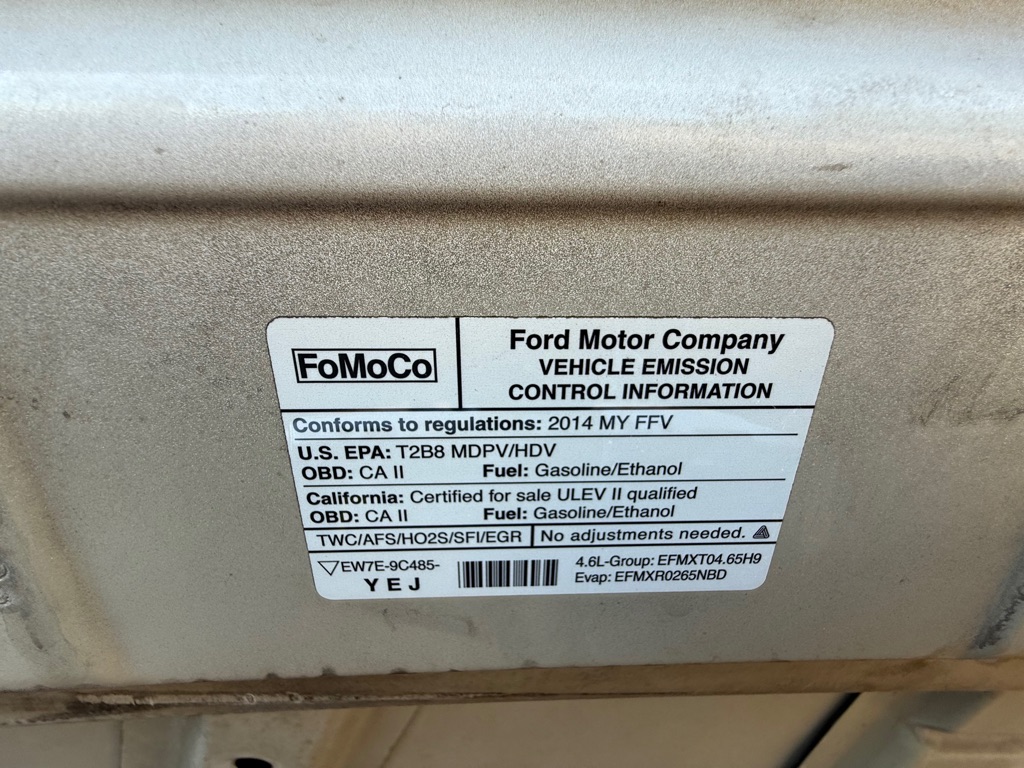 FoMoCo
Ford Motor Company
VEHICLE EMISSION
CONTROL INFORMATION
Conforms to regulations: 2014 MY FFV
U.S. EPA: T2B8 MDPV/HDV
OBD: CA II Fuel: Gasoline/Ethanol
California: Certified for sale ULEV II qualified
OBD: CA II Fuel: Gasoline/Ethanol
TWC/AFS/HO2S/SFI/EGR No adjustments needed.
EW7E-9C485-
YEJ
4.6L-Group: EFMXT04.65H9
Evap: EFMXR0265NBD